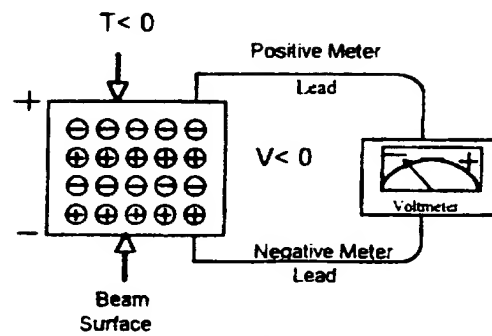 T< 0
Positive Meter
Lead
+
⊖ ⊖ ⊖ ⊖ ⊖
⊕ ⊕ ⊕ ⊕ ⊕
⊖ ⊖ ⊖ ⊖ ⊖
⊕ ⊕ ⊕ ⊕ ⊕
V< 0
− +
Voltmeter
−
Negative Meter
Lead
Beam
Surface